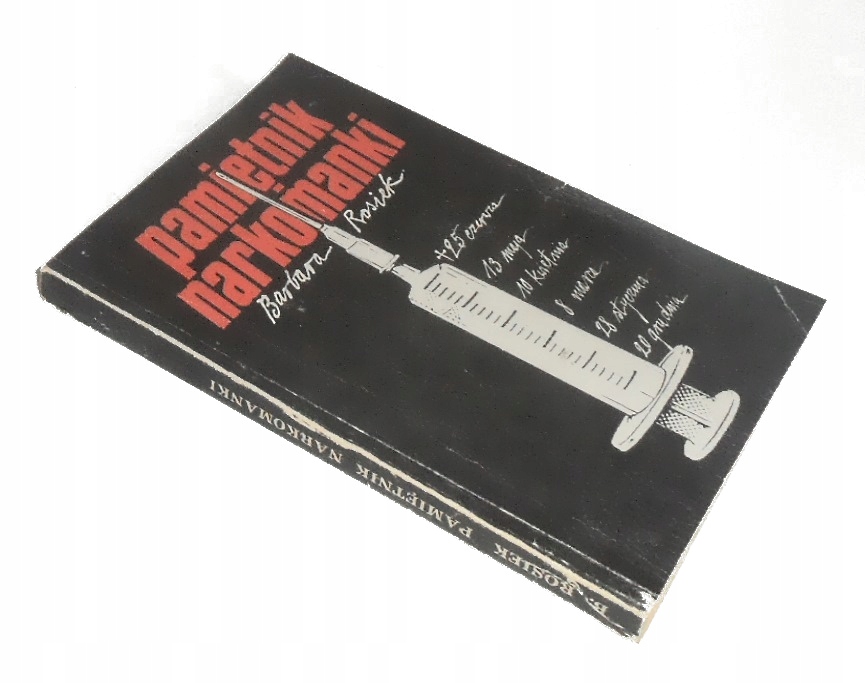 pamiętnik
narkomanki
Barbara Rosiek
+25 czerwca
13 maja
10 kwietnia
8 marca
28 stycznia
20 grudnia
B. ROSIEK PAMIĘTNIK NARKOMANKI